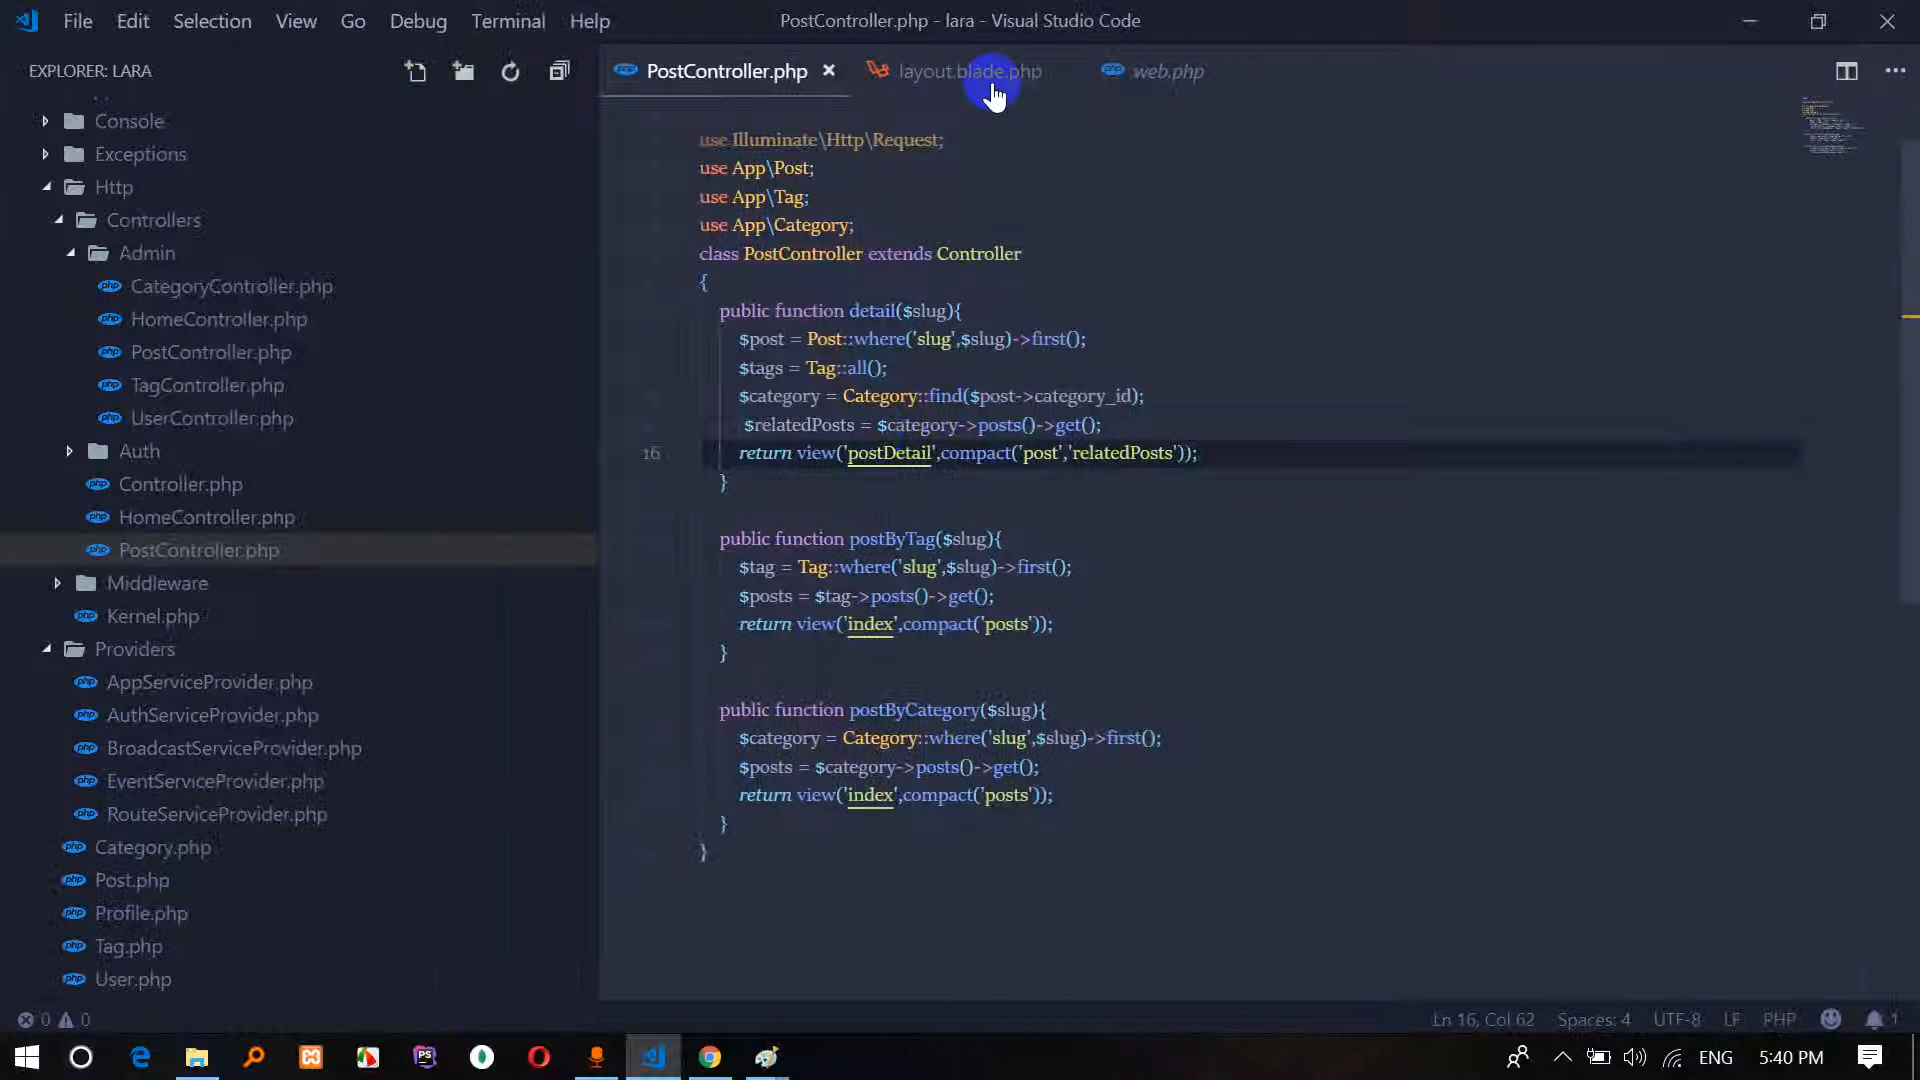 File Edit Selection View Go Debug Terminal Help PostController.php - lara - Visual Studio Code
EXPLORER: LARA
PostController.php layout.blade.php web.php
Console
Exceptions
Http
Controllers
Admin
CategoryController.php
HomeController.php
PostController.php
TagController.php
UserController.php
Auth
Controller.php
HomeController.php
PostController.php
Middleware
Kernel.php
Providers
AppServiceProvider.php
AuthServiceProvider.php
BroadcastServiceProvider.php
EventServiceProvider.php
RouteServiceProvider.php
Category.php
Post.php
Profile.php
Tag.php
User.php
use Illuminate\Http\Request;
use App\Post;
use App\Tag;
use App\Category;
class PostController extends Controller
{
public function detail($slug){
$post = Post::where('slug',$slug)->first();
$tags = Tag::all();
$category = Category::find($post->category_id);
$relatedPosts = $category->posts()->get();
16 return view('postDetail',compact('post','relatedPosts'));
}
public function postByTag($slug){
$tag = Tag::where('slug',$slug)->first();
$posts = $tag->posts()->get();
return view('index',compact('posts'));
}
public function postByCategory($slug){
$category = Category::where('slug',$slug)->first();
$posts = $category->posts()->get();
return view('index',compact('posts'));
}
}
0 0 Ln 16, Col 62 Spaces: 4 UTF-8 LF PHP 1
ENG 5:40 PM